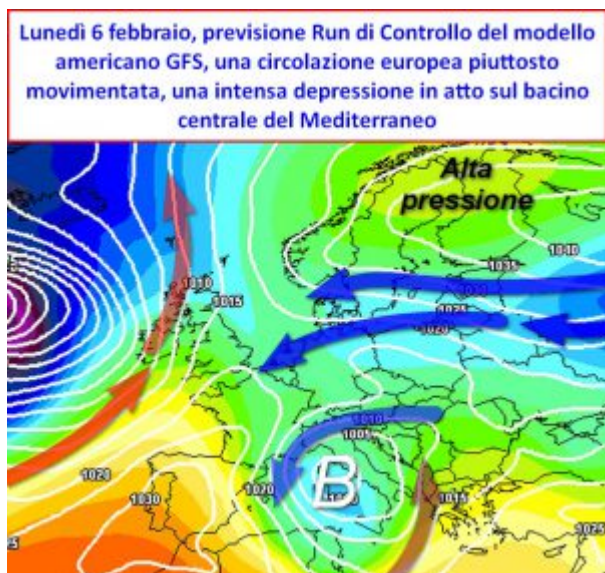 Lunedì 6 febbraio, previsione Run di Controllo del modello
americano GFS, una circolazione europea piuttosto
movimentata, una intensa depressione in atto sul bacino
centrale del Mediterraneo
Alta
pressione
1040
1035
1010
1015
1025
1020
1010
1005
B
1020
1020
1030
1015
1025